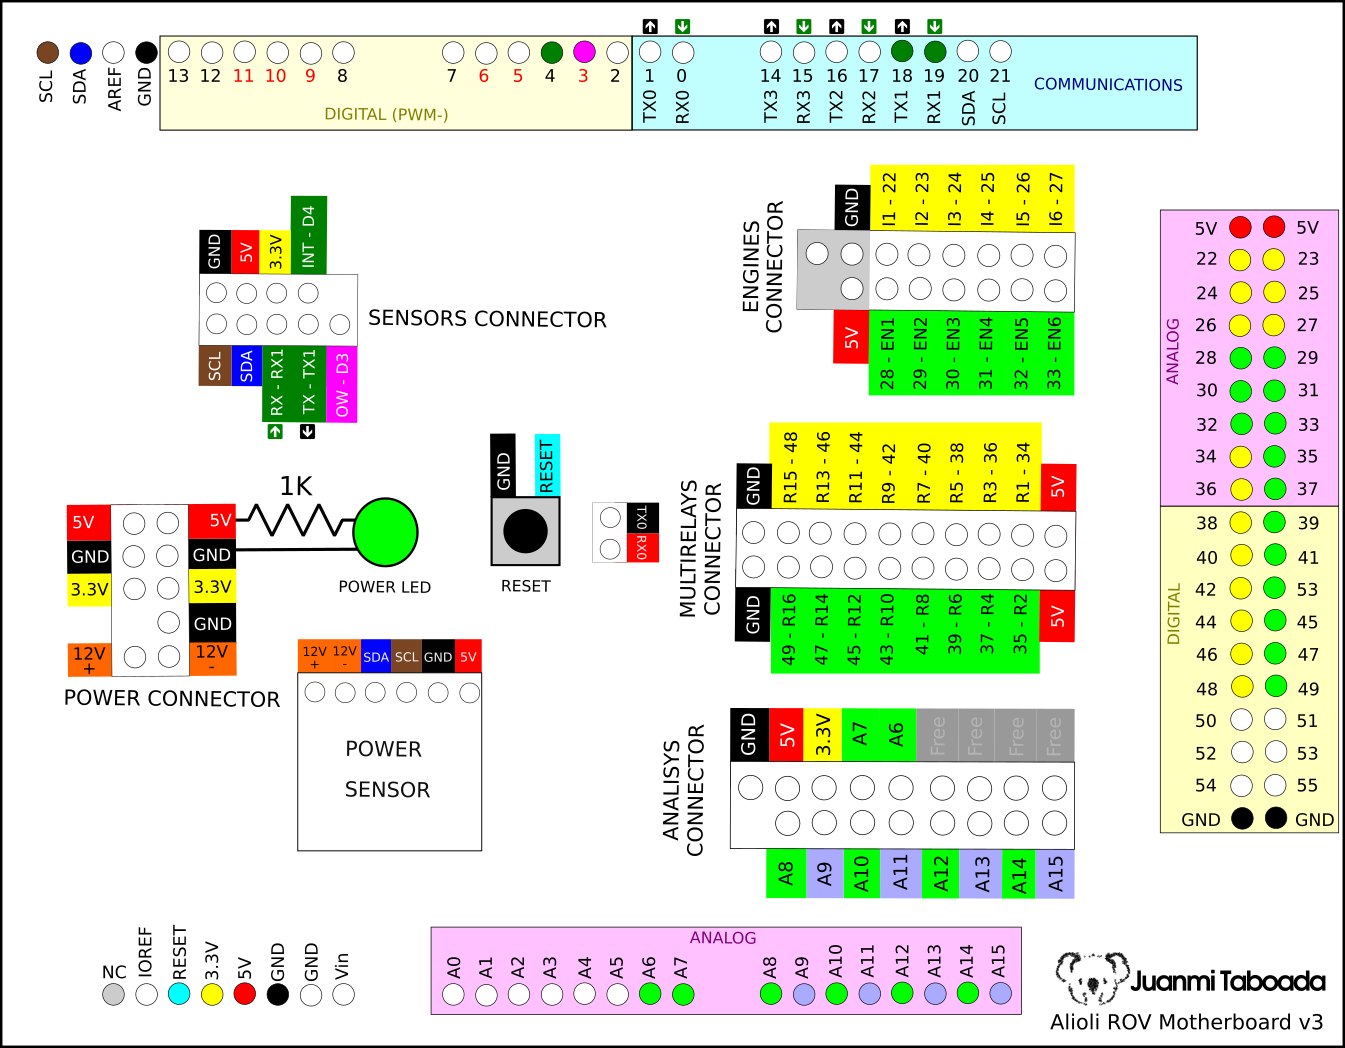 SCL SDA AREF GND
13 12 11 10 9 8 7 6 5 4 3 2
DIGITAL (PWM-)
1 0 14 15 16 17 18 19 20 21
TX0 RX0 TX3 RX3 TX2 RX2 TX1 RX1 SDA SCL
COMMUNICATIONS
GND 5V 3.3V INT - D4
SENSORS CONNECTOR
SCL SDA RX - RX1 TX - TX1 OW - D3
ENGINES
CONNECTOR
GND I1 - 22 I2 - 23 I3 - 24 I4 - 25 I5 - 26 I6 - 27
5V 28 - EN1 29 - EN2 30 - EN3 31 - EN4 32 - EN5 33 - EN6
ANALOG
5V 5V
22 23
24 25
26 27
28 29
30 31
32 33
34 35
36 37
DIGITAL
38 39
40 41
42 53
44 45
46 47
48 49
50 51
52 53
54 55
GND GND
1K
5V 5V
GND GND
3.3V 3.3V
GND
12V + 12V -
POWER LED
POWER CONNECTOR
GND RESET
RESET
TX0
RX0
MULTIRELAYS
CONNECTOR
GND R15 - 48 R13 - 46 R11 - 44 R9 - 42 R7 - 40 R5 - 38 R3 - 36 R1 - 34 5V
GND 49 - R16 47 - R14 45 - R12 43 - R10 41 - R8 39 - R6 37 - R4 35 - R2 5V
12V + 12V - SDA SCL GND 5V
POWER
SENSOR
ANALISYS
CONNECTOR
GND 5V 3.3V A7 A6 Free Free Free Free
A8 A9 A10 A11 A12 A13 A14 A15
NC IOREF RESET 3.3V 5V GND GND Vin
ANALOG
A0 A1 A2 A3 A4 A5 A6 A7 A8 A9 A10 A11 A12 A13 A14 A15
Juanmi Taboada
Alioli ROV Motherboard v3